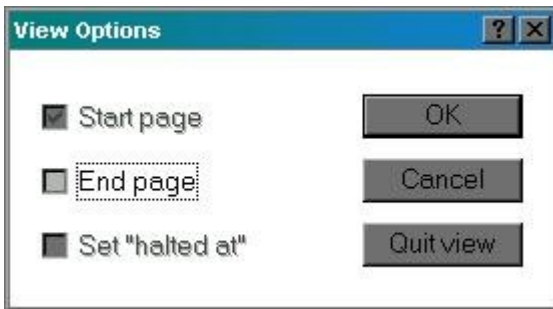 View Options
Start page
OK
End page
Cancel
Set "halted at"
Quit view